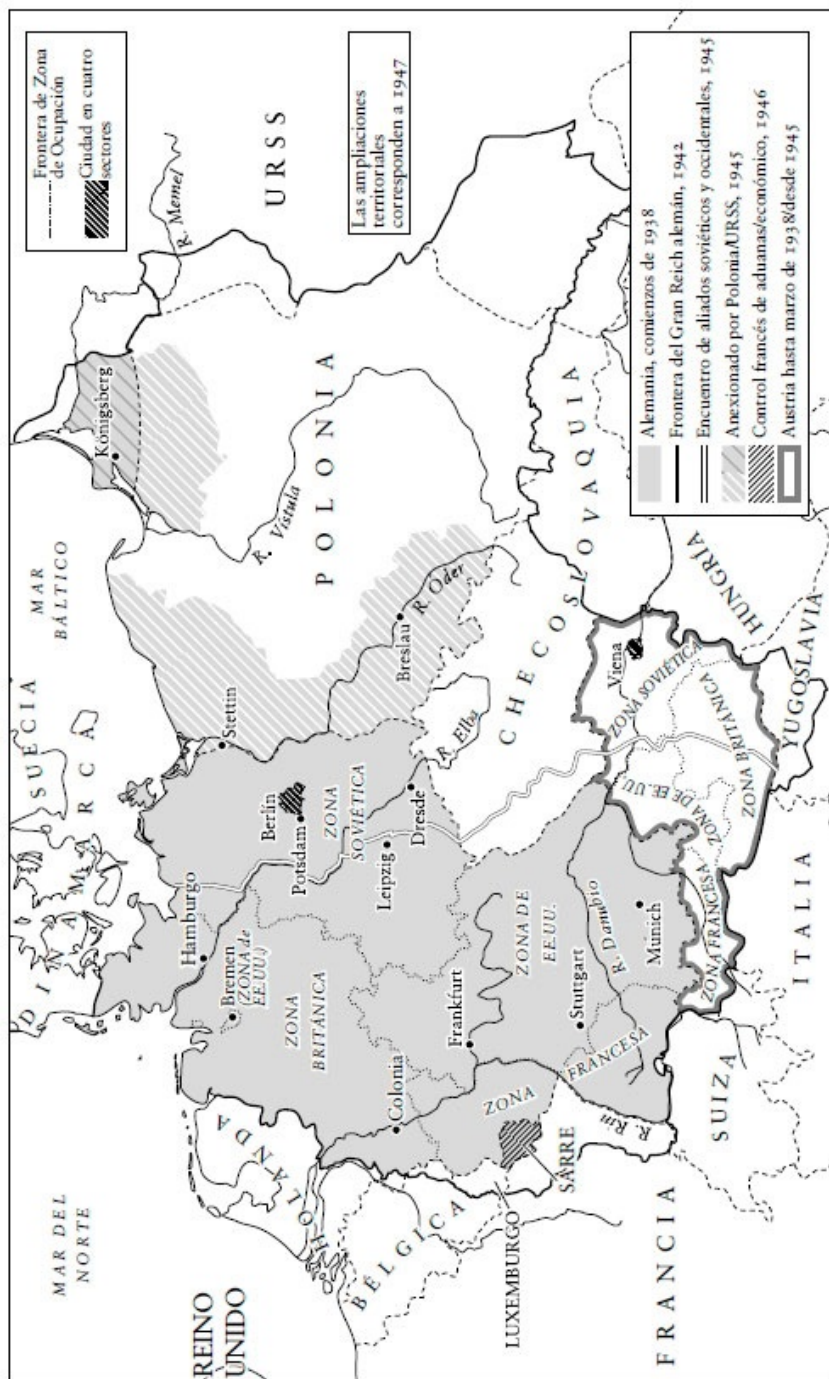 Frontera de Zona
de Ocupación
Ciudad en cuatro
sectores
Las ampliaciones
territoriales
corresponden a 1947
Alemania, comienzos de 1938
Frontera del Gran Reich alemán, 1942
Encuentro de aliados soviéticos y occidentales, 1945
Anexionado por Polonia/URSS, 1945
Control francés de aduanas/económico, 1946
Austria hasta marzo de 1938/desde 1945
MAR DEL
NORTE
REINO
UNIDO
DINAMARCA
SUECIA
MAR
BÁLTICO
Königsberg
R. Memel
URSS
HOLANDA
Hamburgo
Bremen
(ZONA de
EE.UU.)
Stettin
ZONA
BRITÁNICA
Berlín
Potsdam
ZONA
SOVIÉTICA
POLONIA
R. Vístula
BÉLGICA
Colonia
Leipzig
Dresde
R. Elba
Breslau
R. Oder
LUXEMBURGO
SARRE
ZONA
FRANCESA
Frankfurt
ZONA DE
EE.UU.
CHECOSLOVAQUIA
FRANCIA
R. Rin
Stuttgart
R. Danubio
Múnich
Viena
ZONA SOVIÉTICA
ZONA DE EE.UU
ZONA BRITÁNICA
ZONA FRANCESA
SUIZA
ITALIA
HUNGRÍA
YUGOSLAVIA